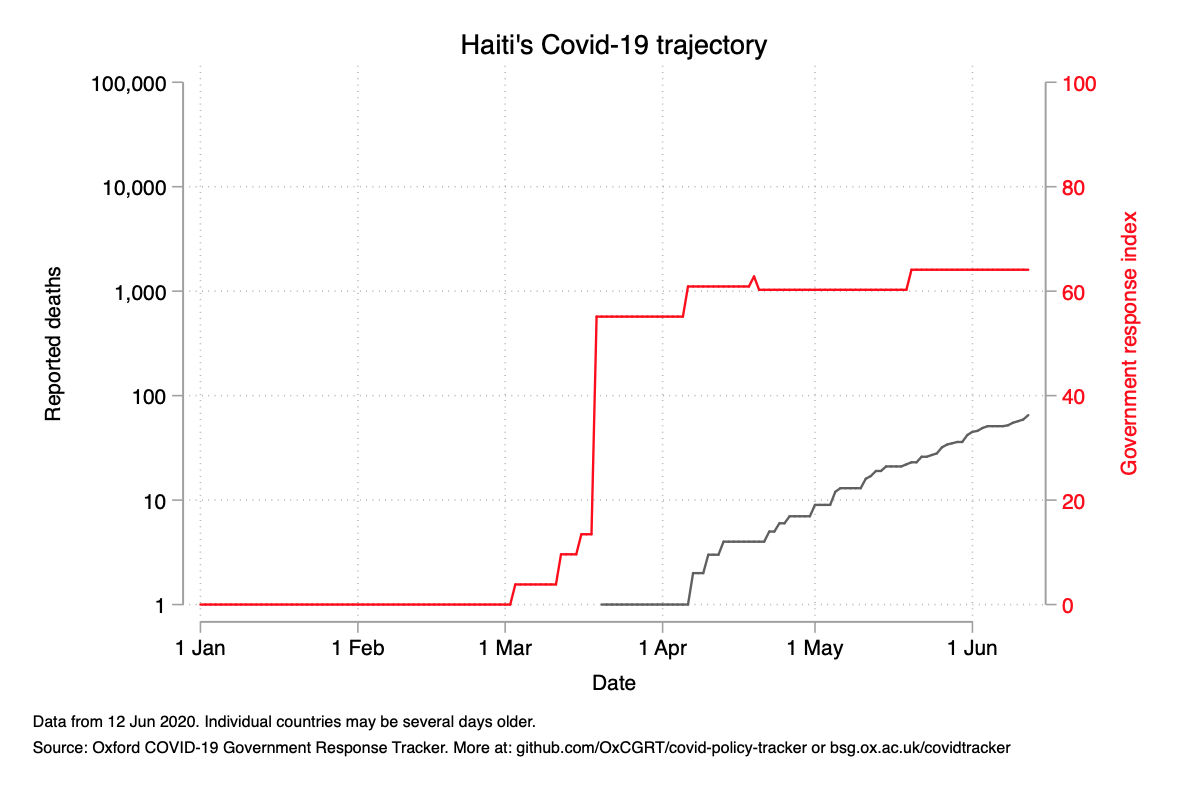 Haiti's Covid-19 trajectory
100,000
10,000
1,000
100
10
1
Reported deaths
100
80
60
40
20
0
Government response index
1 Jan
1 Feb
1 Mar
1 Apr
1 May
1 Jun
Date
Data from 12 Jun 2020. Individual countries may be several days older.
Source: Oxford COVID-19 Government Response Tracker. More at: github.com/OxCGRT/covid-policy-tracker or bsg.ox.ac.uk/covidtracker